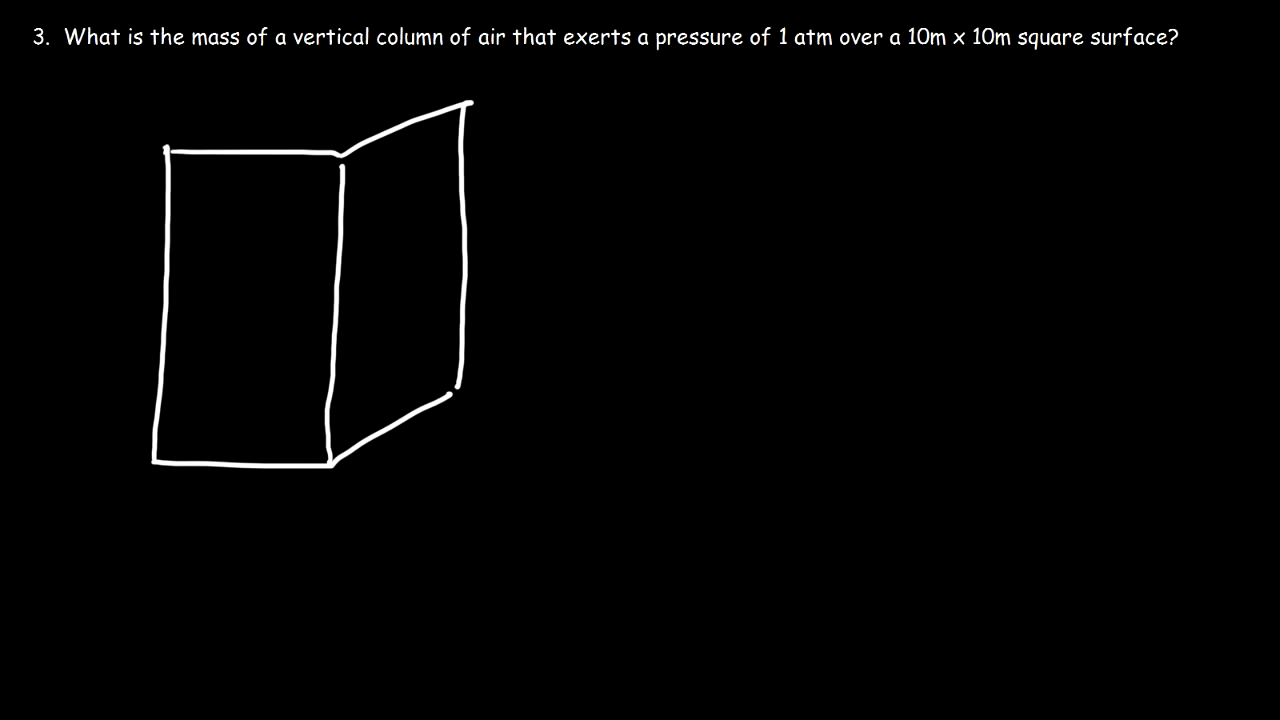 3. What is the mass of a vertical column of air that exerts a pressure of 1 atm over a 10m x 10m square surface?